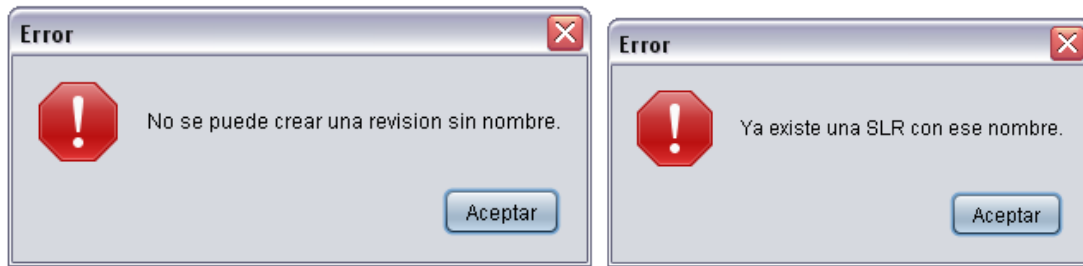 Error
No se puede crear una revision sin nombre.
Aceptar
Error
Ya existe una SLR con ese nombre.
Aceptar